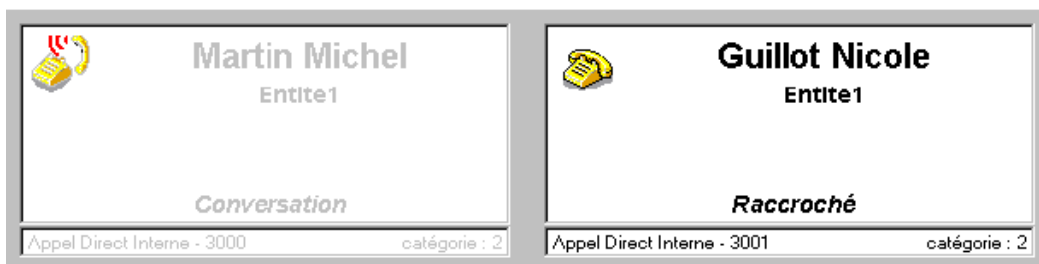 Martin Michel
Entite1
Conversation
Appel Direct Interne - 3000 catégorie : 2
Guillot Nicole
Entite1
Raccroché
Appel Direct Interne - 3001 catégorie : 2